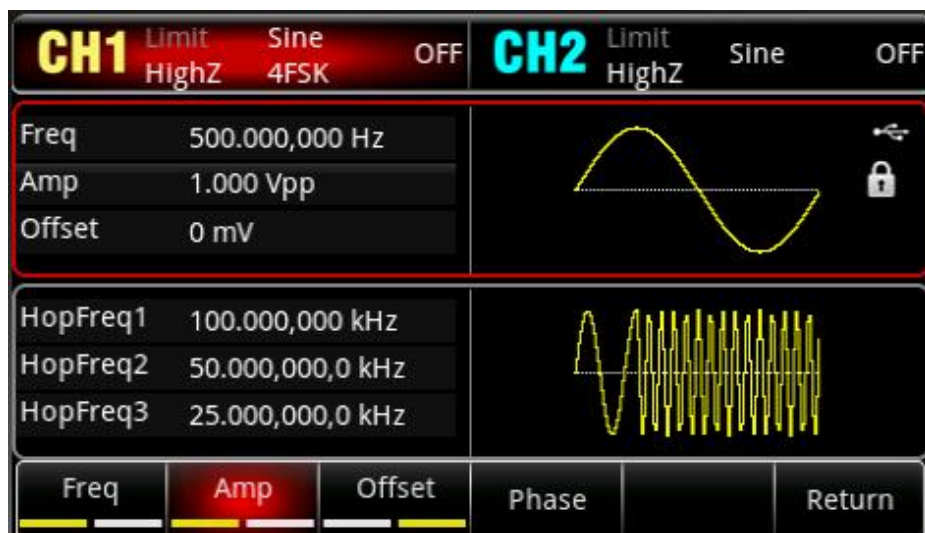 CH1 Limit Sine OFF CH2 Limit Sine OFF
HighZ 4FSK HighZ
Freq 500.000,000 Hz
Amp 1.000 Vpp
Offset 0 mV
HopFreq1 100.000,000 kHz
HopFreq2 50.000,000,0 kHz
HopFreq3 25.000,000,0 kHz
Freq Amp Offset Phase Return